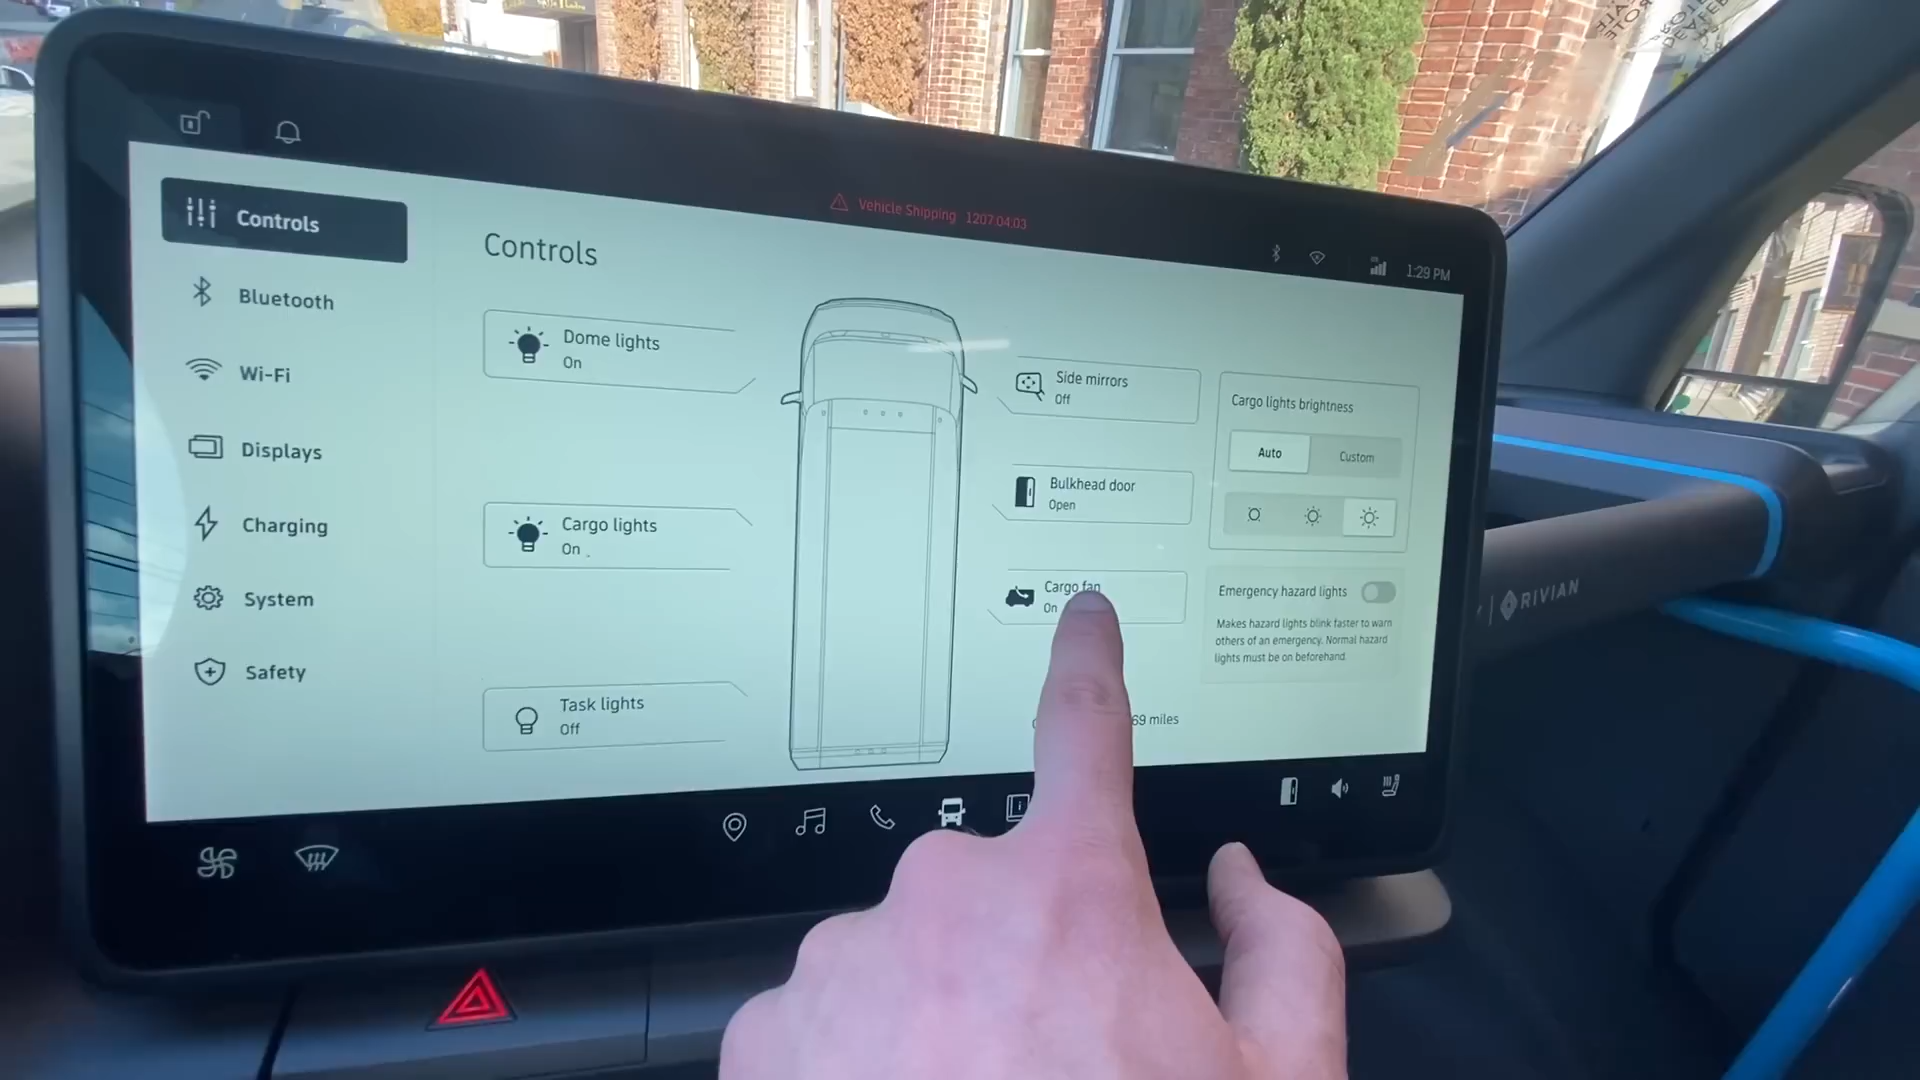 Vehicle Shipping 1207.04.03
1:29 PM
Controls
Bluetooth
Wi-Fi
Displays
Charging
System
Safety
Controls
Dome lights
On
Cargo lights
On
Task lights
Off
Side mirrors
Off
Bulkhead door
Open
Cargo fan
On
69 miles
Cargo lights brightness
Auto
Custom
Emergency hazard lights
Makes hazard lights blink faster to warn
others of an emergency. Normal hazard
lights must be on beforehand.
RIVIAN